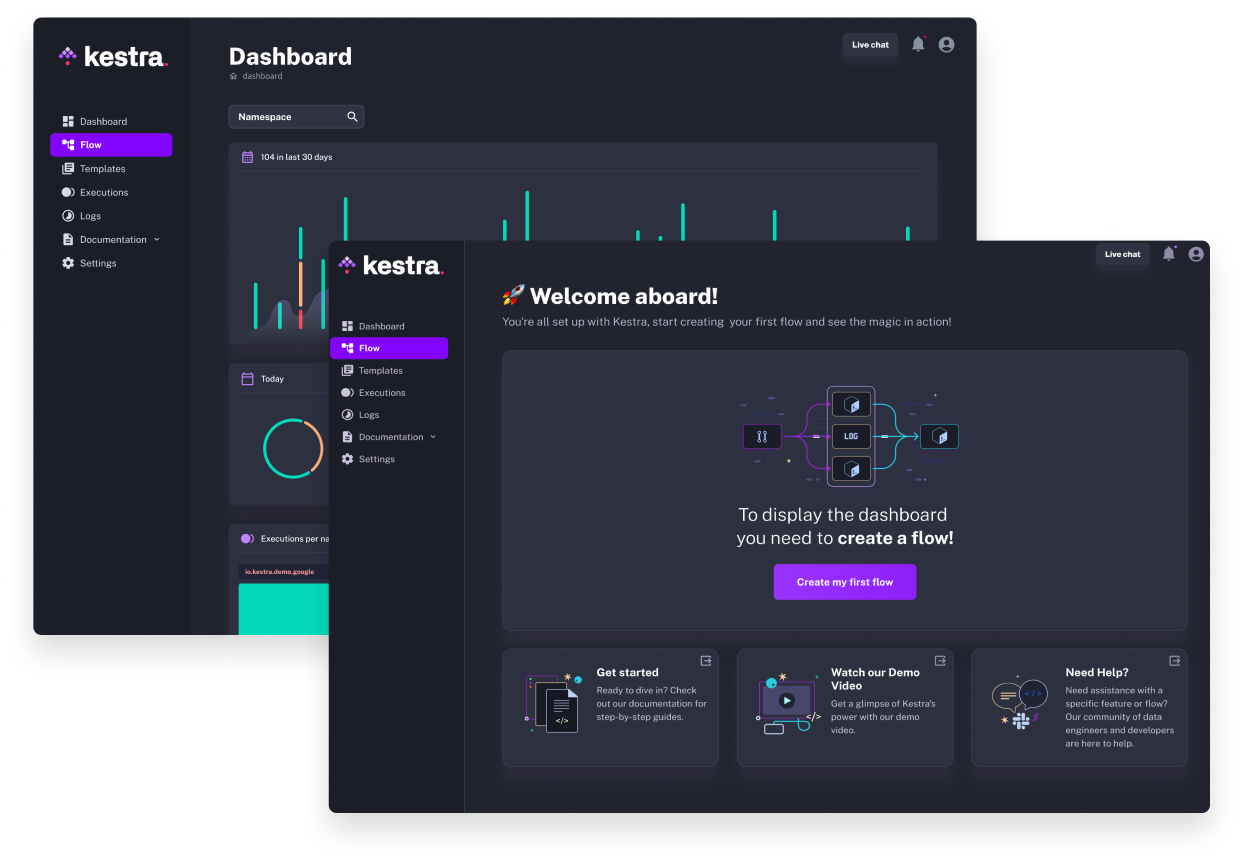 kestra.
Dashboard
Flow
Templates
Executions
Logs
Documentation
Settings
Dashboard
dashboard
Live chat
Namespace
104 in last 30 days
Today
Executions per na
io.kestra.demo.google
kestra.
Dashboard
Flow
Templates
Executions
Logs
Documentation
Settings
Live chat
Welcome aboard!
You're all set up with Kestra, start creating your first flow and see the magic in action!
LOG
To display the dashboard
you need to create a flow!
Create my first flow
Get started
Ready to dive in? Check
out our documentation for
step-by-step guides.
</>
Watch our Demo
Video
Get a glimpse of Kestra's
power with our demo
video.
</>
Need Help?
Need assistance with a
specific feature or flow?
Our community of data
engineers and developers
are here to help.
</>